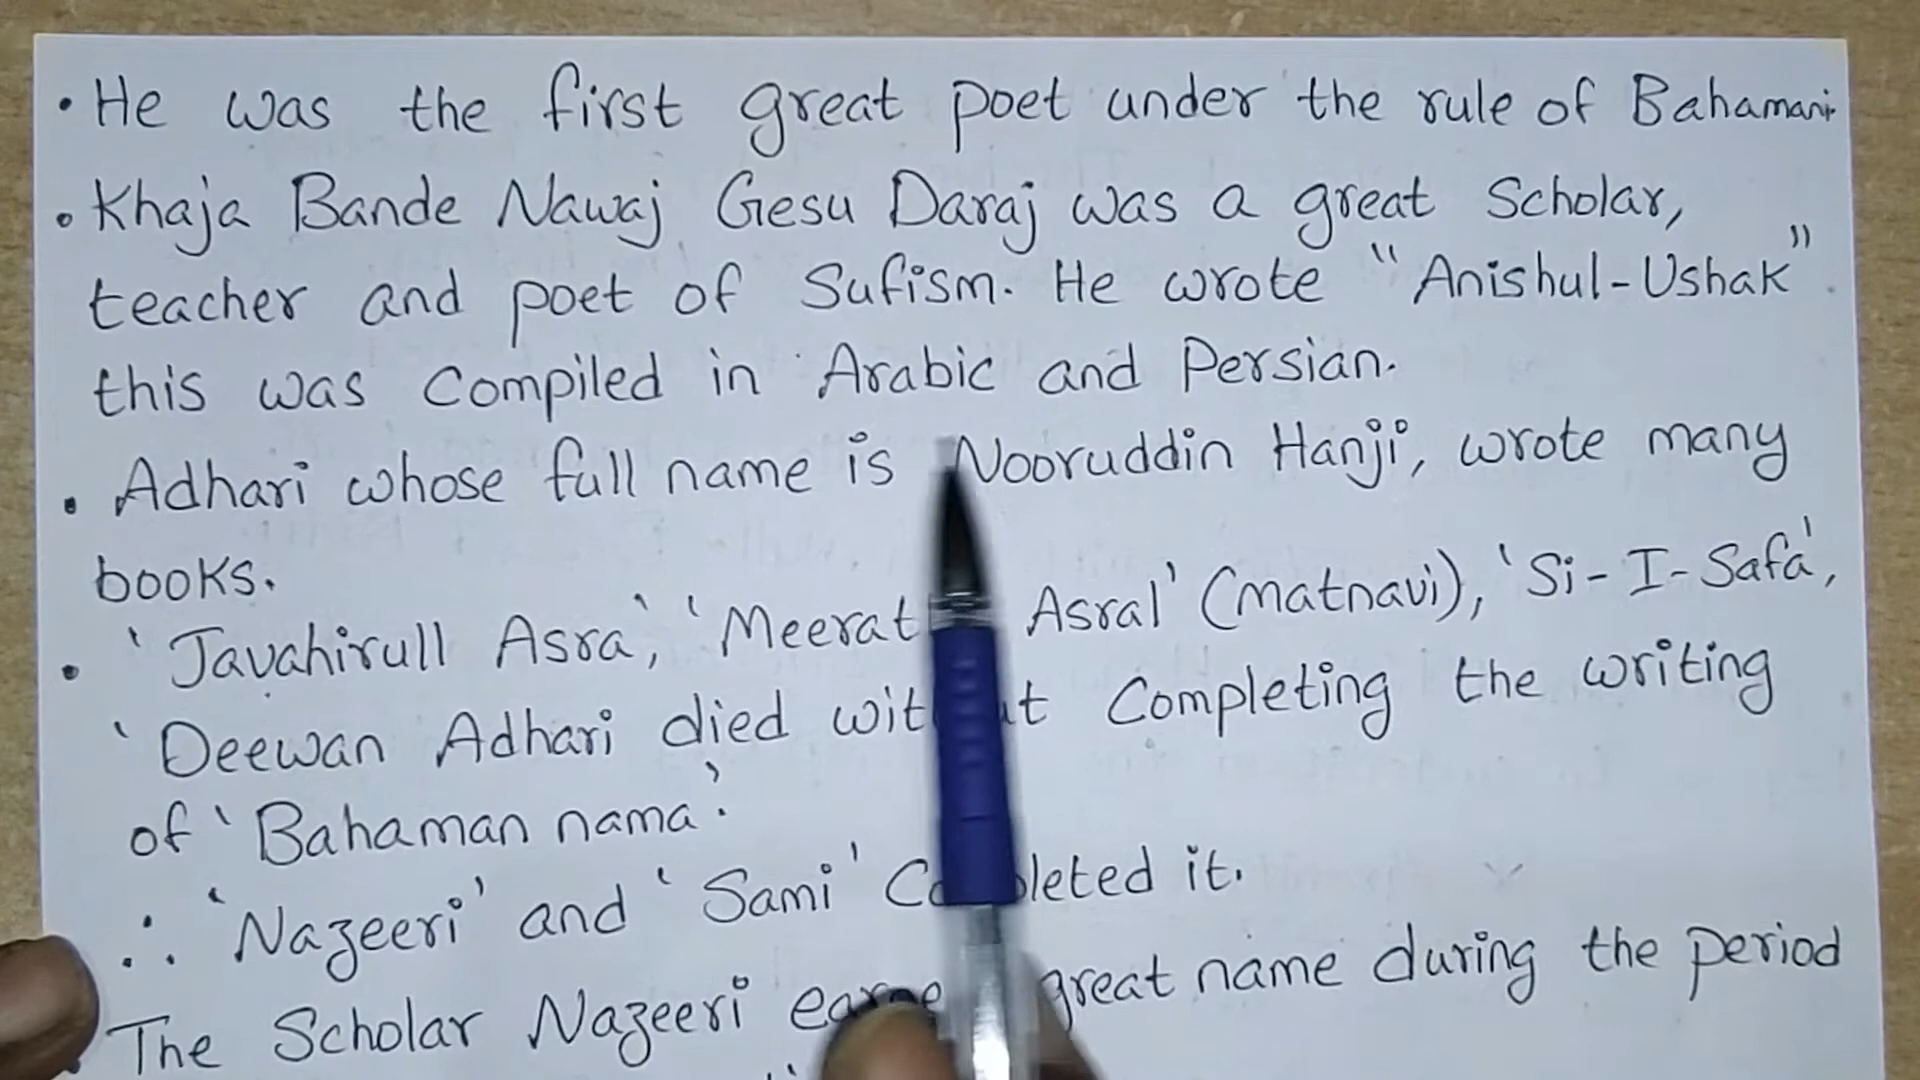 • He was the first great poet under the rule of Bahamani.
• Khaja Bande Nawaj Gesu Daraj was a great Scholar,
teacher and poet of Sufism. He wrote "Anishul-Ushak".
this was compiled in Arabic and Persian.
• Adhari whose full name is Nooruddin Hanji, wrote many
books.
• 'Javahirull Asra', 'Meerat Asral' (Matnavi), 'Si-I-Safa',
'Deewan Adhari died completing the writing
of 'Bahaman nama'.
∴ 'Nazeeri' and 'Sami' it.
The Scholar Nazeeri great name during the period